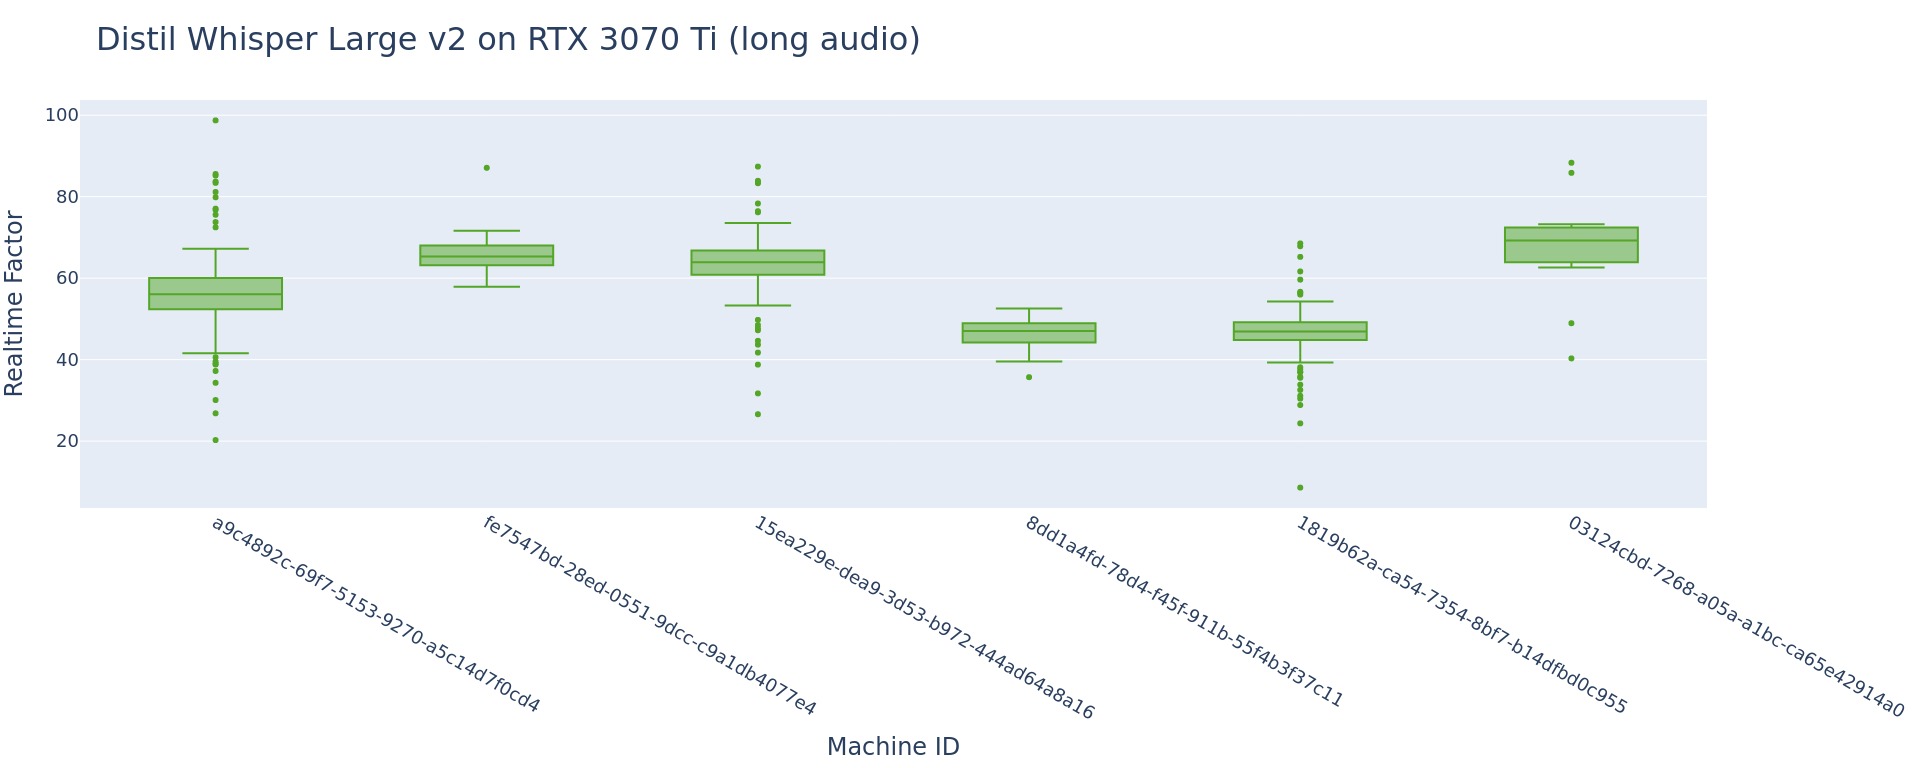 Distil Whisper Large v2 on RTX 3070 Ti (long audio)
Realtime Factor
100
80
60
40
20
a9c4892c-69f7-5153-9270-a5c14d7f0cd4
fe7547bd-28ed-0551-9dcc-c9a1db4077e4
15ea229e-dea9-3d53-b972-444ad64a8a16
8dd1a4fd-78d4-f45f-911b-55f4b3f37c11
1819b62a-ca54-7354-8bf7-b14dfbd0c955
03124cbd-7268-a05a-a1bc-ca65e42914a0
Machine ID